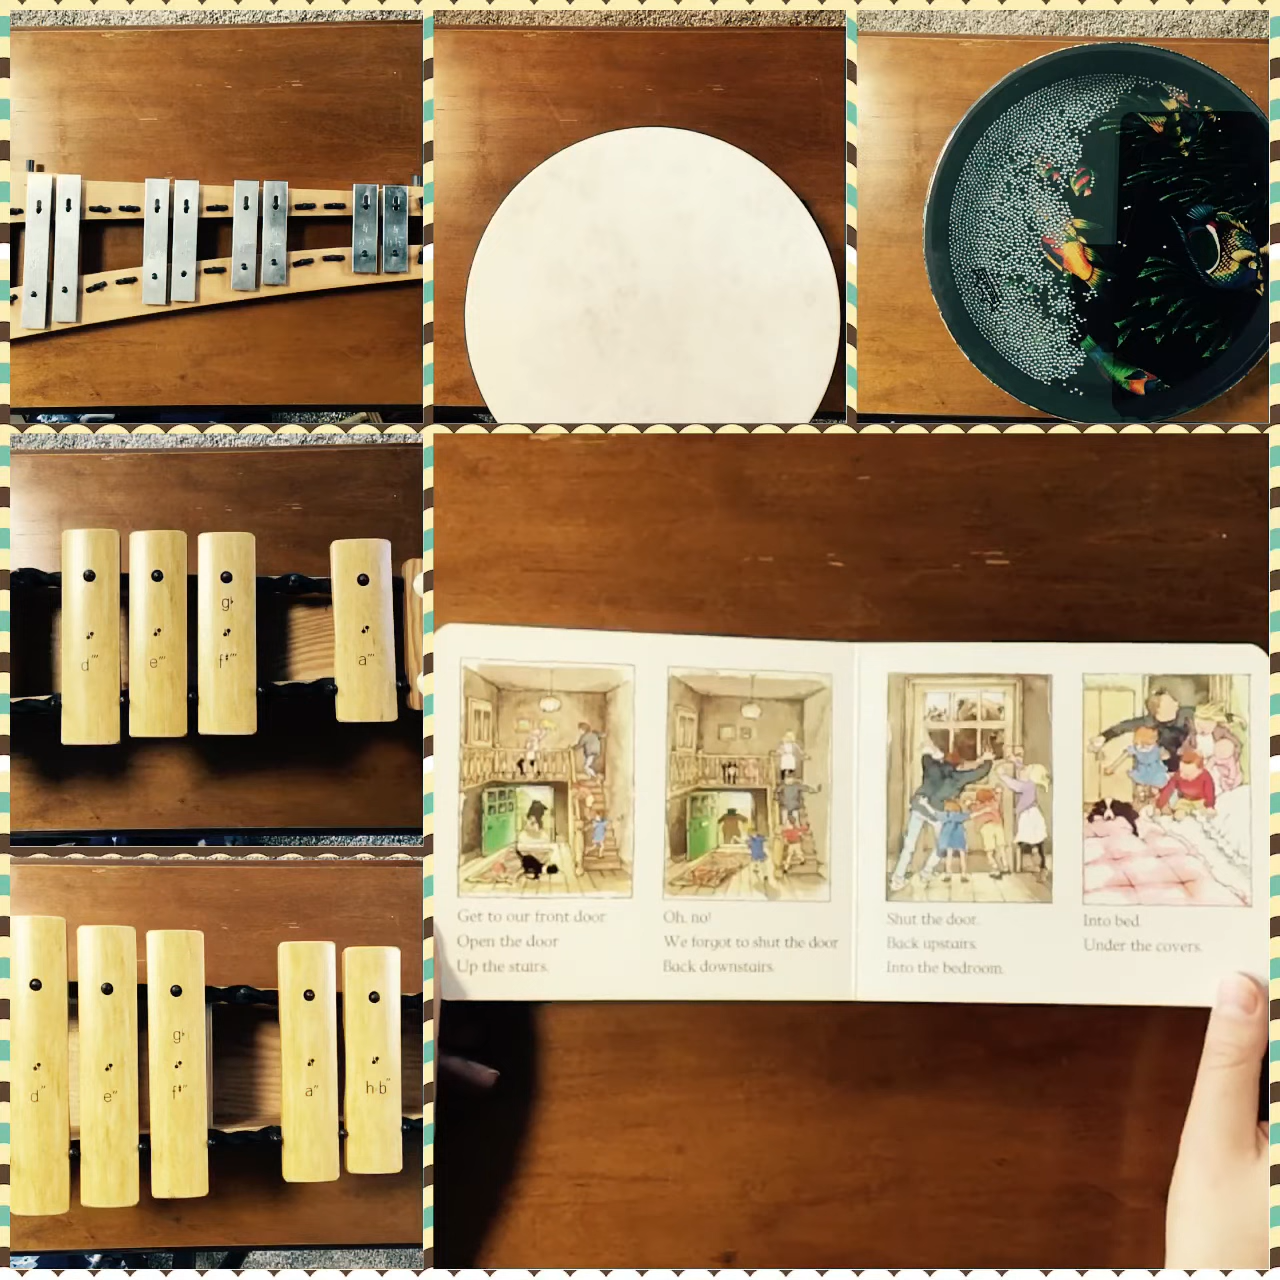 d'''
e'''
g♭
f♯'''
a'''
Get to our front door
Open the door
Up the stairs.
Oh, no!
We forgot to shut the door
Back downstairs.
Shut the door.
Back upstairs.
Into the bedroom.
Into bed.
Under the covers.
d''
e''
g♭
f♯''
a''
h·b''